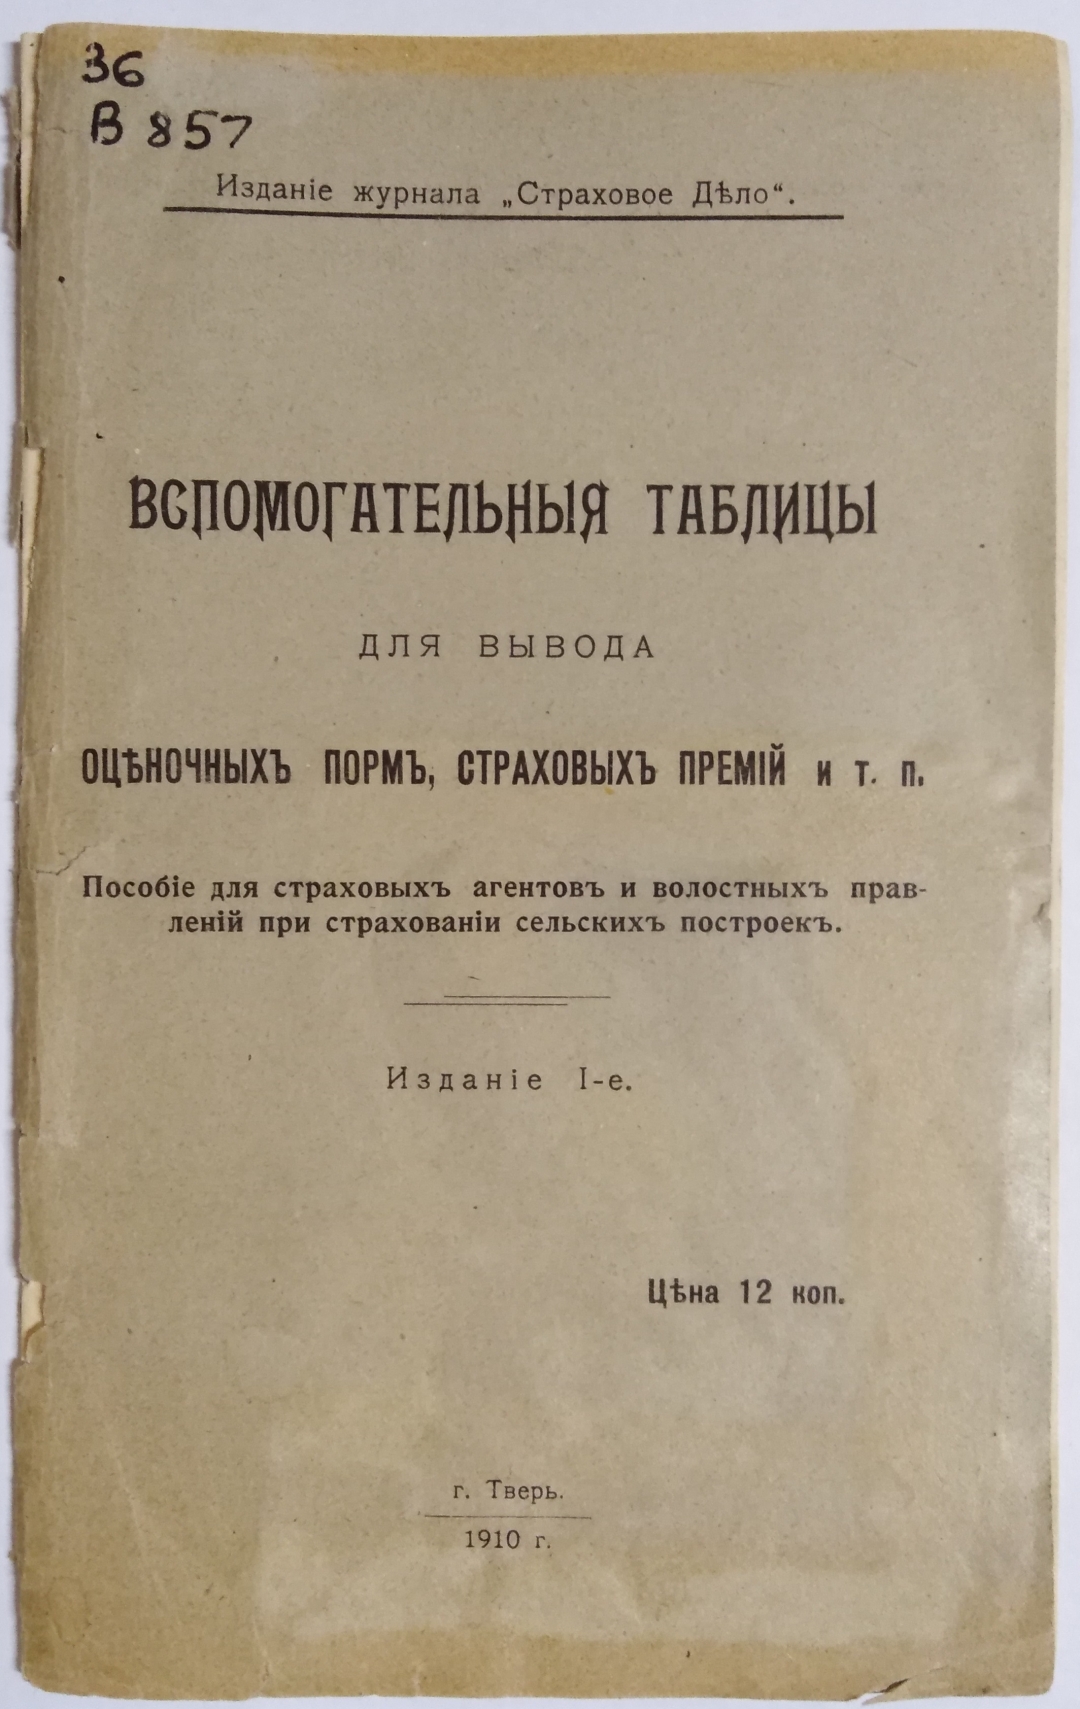 36
В 857
Изданіе журнала „Страховое Дѣло“.
ВСПОМОГАТЕЛЬНЫЯ ТАБЛИЦЫ
ДЛЯ ВЫВОДА
ОЦѢНОЧНЫХЪ ПОРМЪ, СТРАХОВЫХЪ ПРЕМІЙ и т. п.
Пособіе для страховыхъ агентовъ и волостныхъ прав-
леній при страхованіи сельскихъ построекъ.
Изданіе I-е.
Цѣна 12 коп.
г. Тверь.
1910 г.